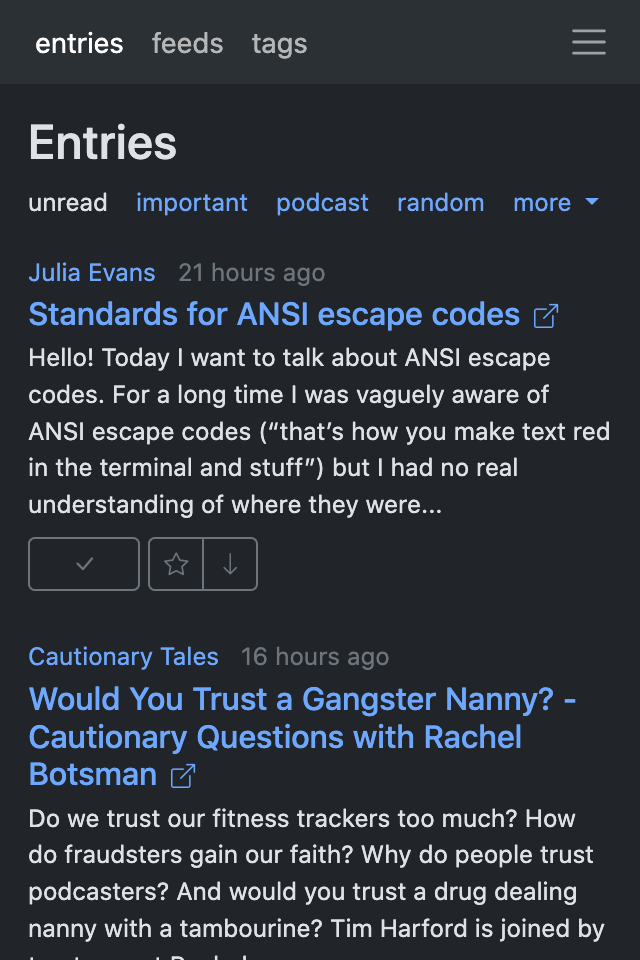 entries feeds tags
Entries
unread important podcast random more
Julia Evans 21 hours ago
Standards for ANSI escape codes
Hello! Today I want to talk about ANSI escape
codes. For a long time I was vaguely aware of
ANSI escape codes (“that’s how you make text red
in the terminal and stuff”) but I had no real
understanding of where they were...
Cautionary Tales 16 hours ago
Would You Trust a Gangster Nanny? -
Cautionary Questions with Rachel
Botsman
Do we trust our fitness trackers too much? How
do fraudsters gain our faith? Why do people trust
podcasters? And would you trust a drug dealing
nanny with a tambourine? Tim Harford is joined by